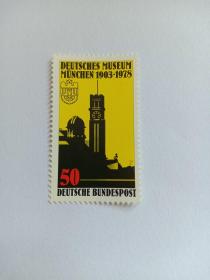 DEUTSCHES MUSEUM
MÜNCHEN 1903-1978
50
DEUTSCHE BUNDESPOST